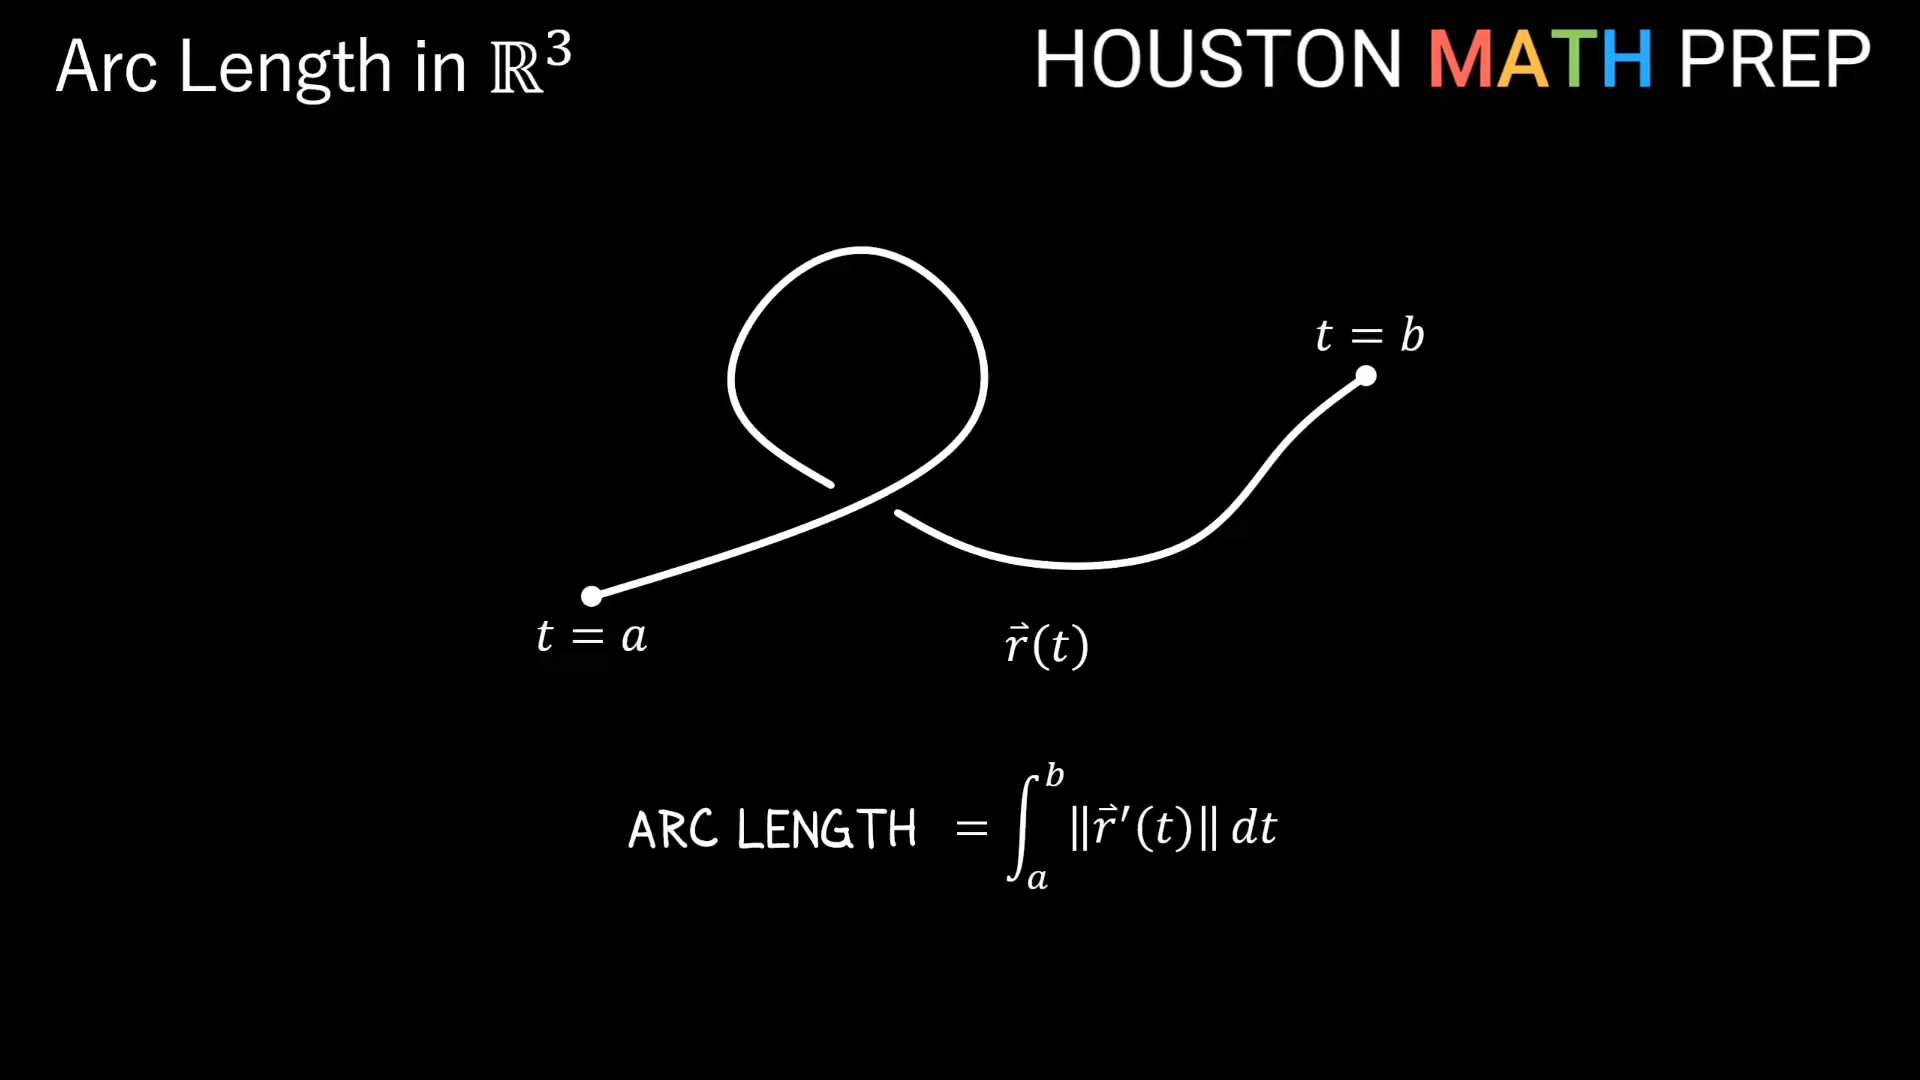 Arc Length in ℝ³
HOUSTON MATH PREP
t = b
t = a
r⃗(t)
ARC LENGTH = ∫ₐᵇ ‖r⃗′(t)‖ dt